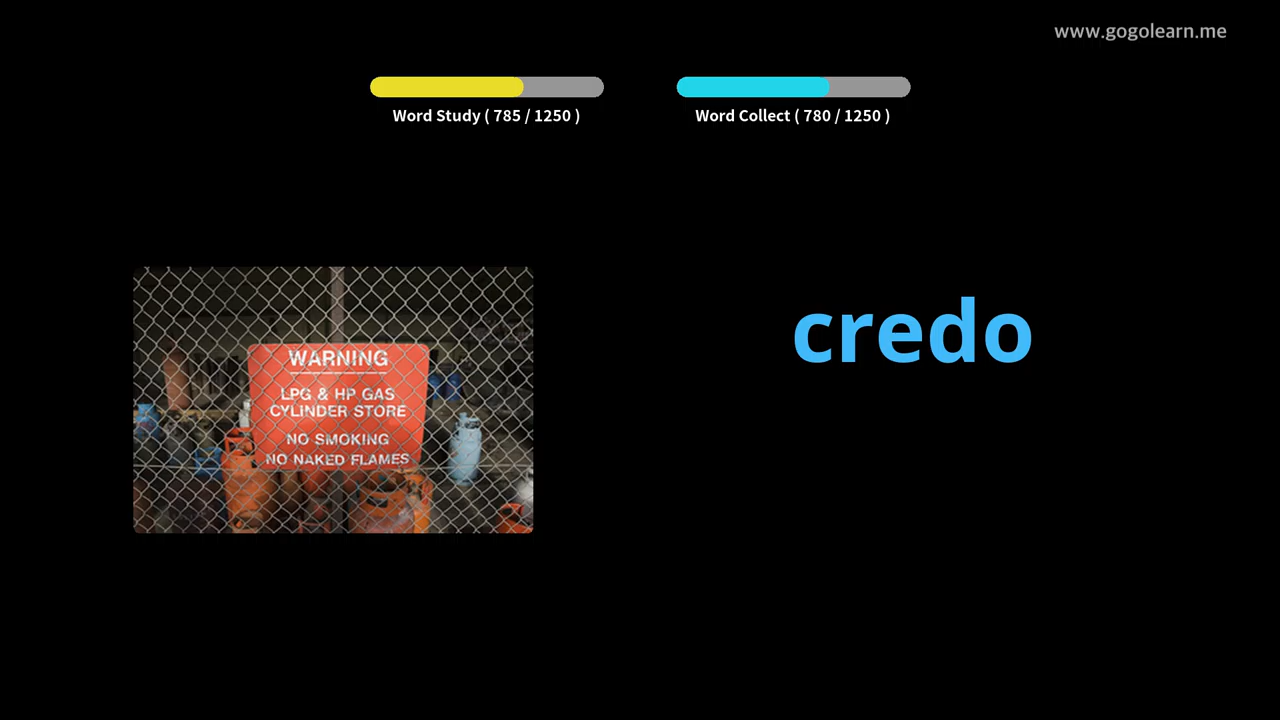 www.gogolearn.me
Word Study ( 785 / 1250 )
Word Collect ( 780 / 1250 )
WARNING
LPG & HP GAS
CYLINDER STORE
NO SMOKING
NO NAKED FLAMES
credo